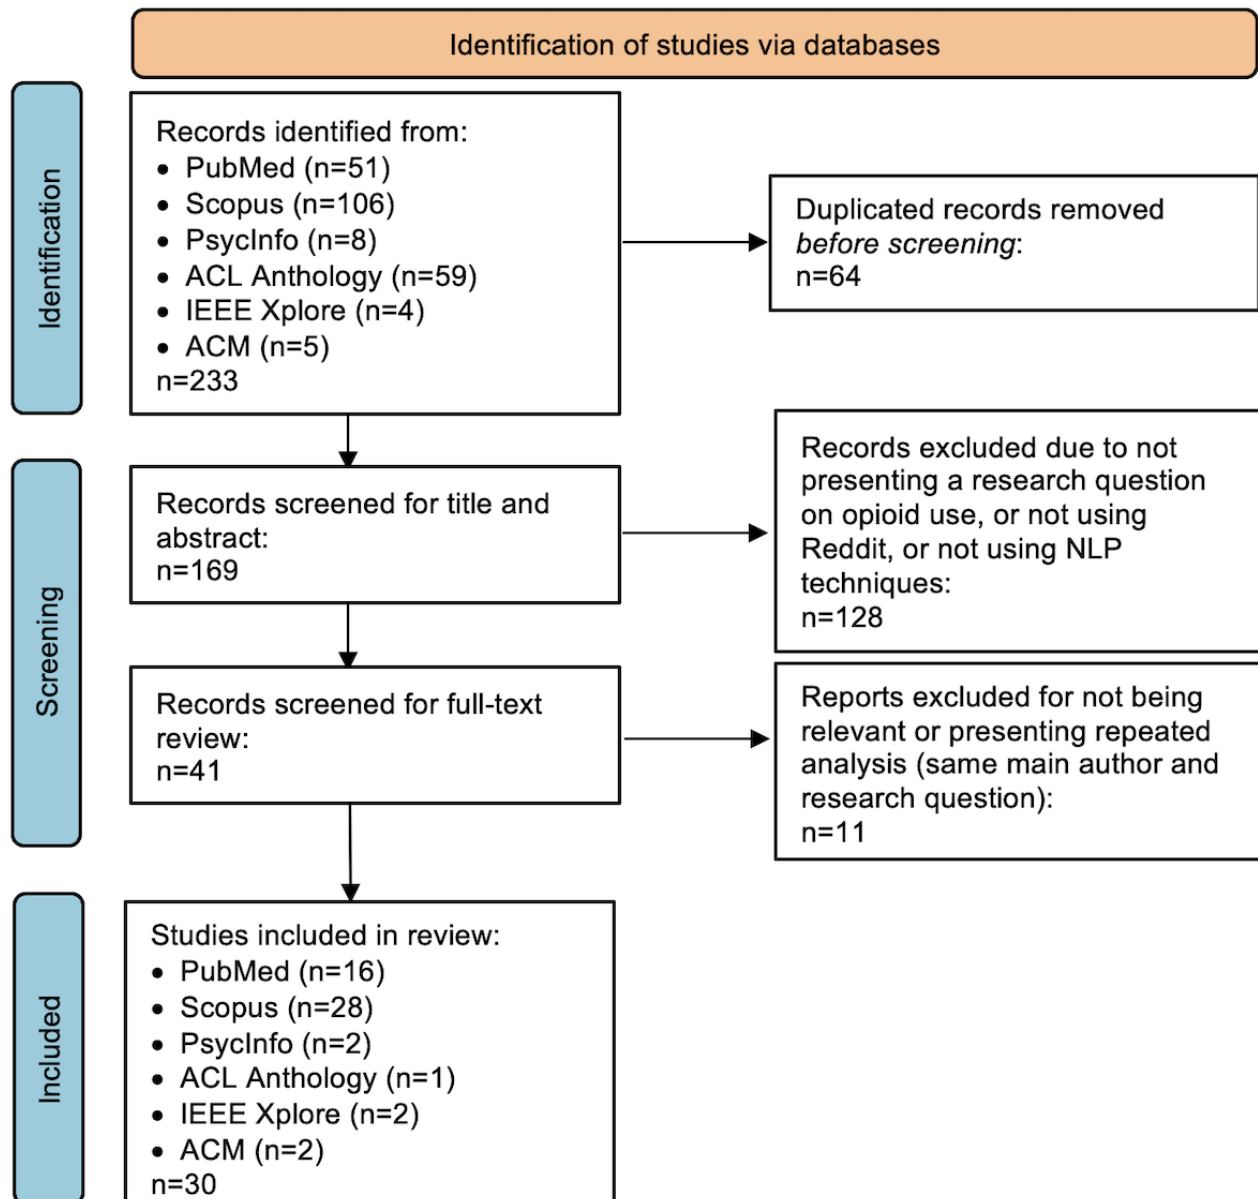 Identification of studies via databases
Identification
Records identified from:
• PubMed (n=51)
• Scopus (n=106)
• PsycInfo (n=8)
• ACL Anthology (n=59)
• IEEE Xplore (n=4)
• ACM (n=5)
n=233
Duplicated records removed
before screening:
n=64
Screening
Records screened for title and
abstract:
n=169
Records excluded due to not
presenting a research question
on opioid use, or not using
Reddit, or not using NLP
techniques:
n=128
Records screened for full-text
review:
n=41
Reports excluded for not being
relevant or presenting repeated
analysis (same main author and
research question):
n=11
Included
Studies included in review:
• PubMed (n=16)
• Scopus (n=28)
• PsycInfo (n=2)
• ACL Anthology (n=1)
• IEEE Xplore (n=2)
• ACM (n=2)
n=30